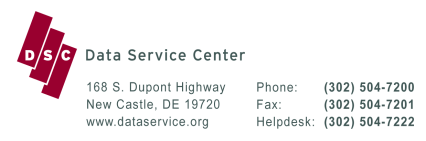 DSC Data Service Center
168 S. Dupont Highway Phone: (302) 504-7200
New Castle, DE 19720 Fax: (302) 504-7201
www.dataservice.org Helpdesk: (302) 504-7222